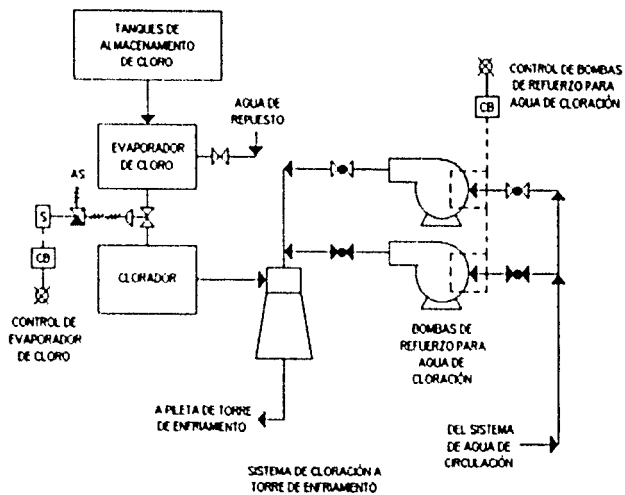 TANQUES DE
ALMACENAMIENTO
DE CLORO
CONTROL DE BOMBAS
DE REFUERZO PARA
AGUA DE CLORACIÓN
CB
AGUA DE
REPUESTO
EVAPORADOR
DE CLORO
AS
S
CB
CLORADOR
CONTROL DE
EVAPORADOR
DE CLORO
BOMBAS DE
REFUERZO PARA
AGUA DE
CLORACIÓN
A PILETA DE TORRE
DE ENFRIAMIENTO
DEL SISTEMA
DE AGUA DE
CIRCULACIÓN
SISTEMA DE CLORACIÓN A
TORRE DE ENFRIAMIENTO